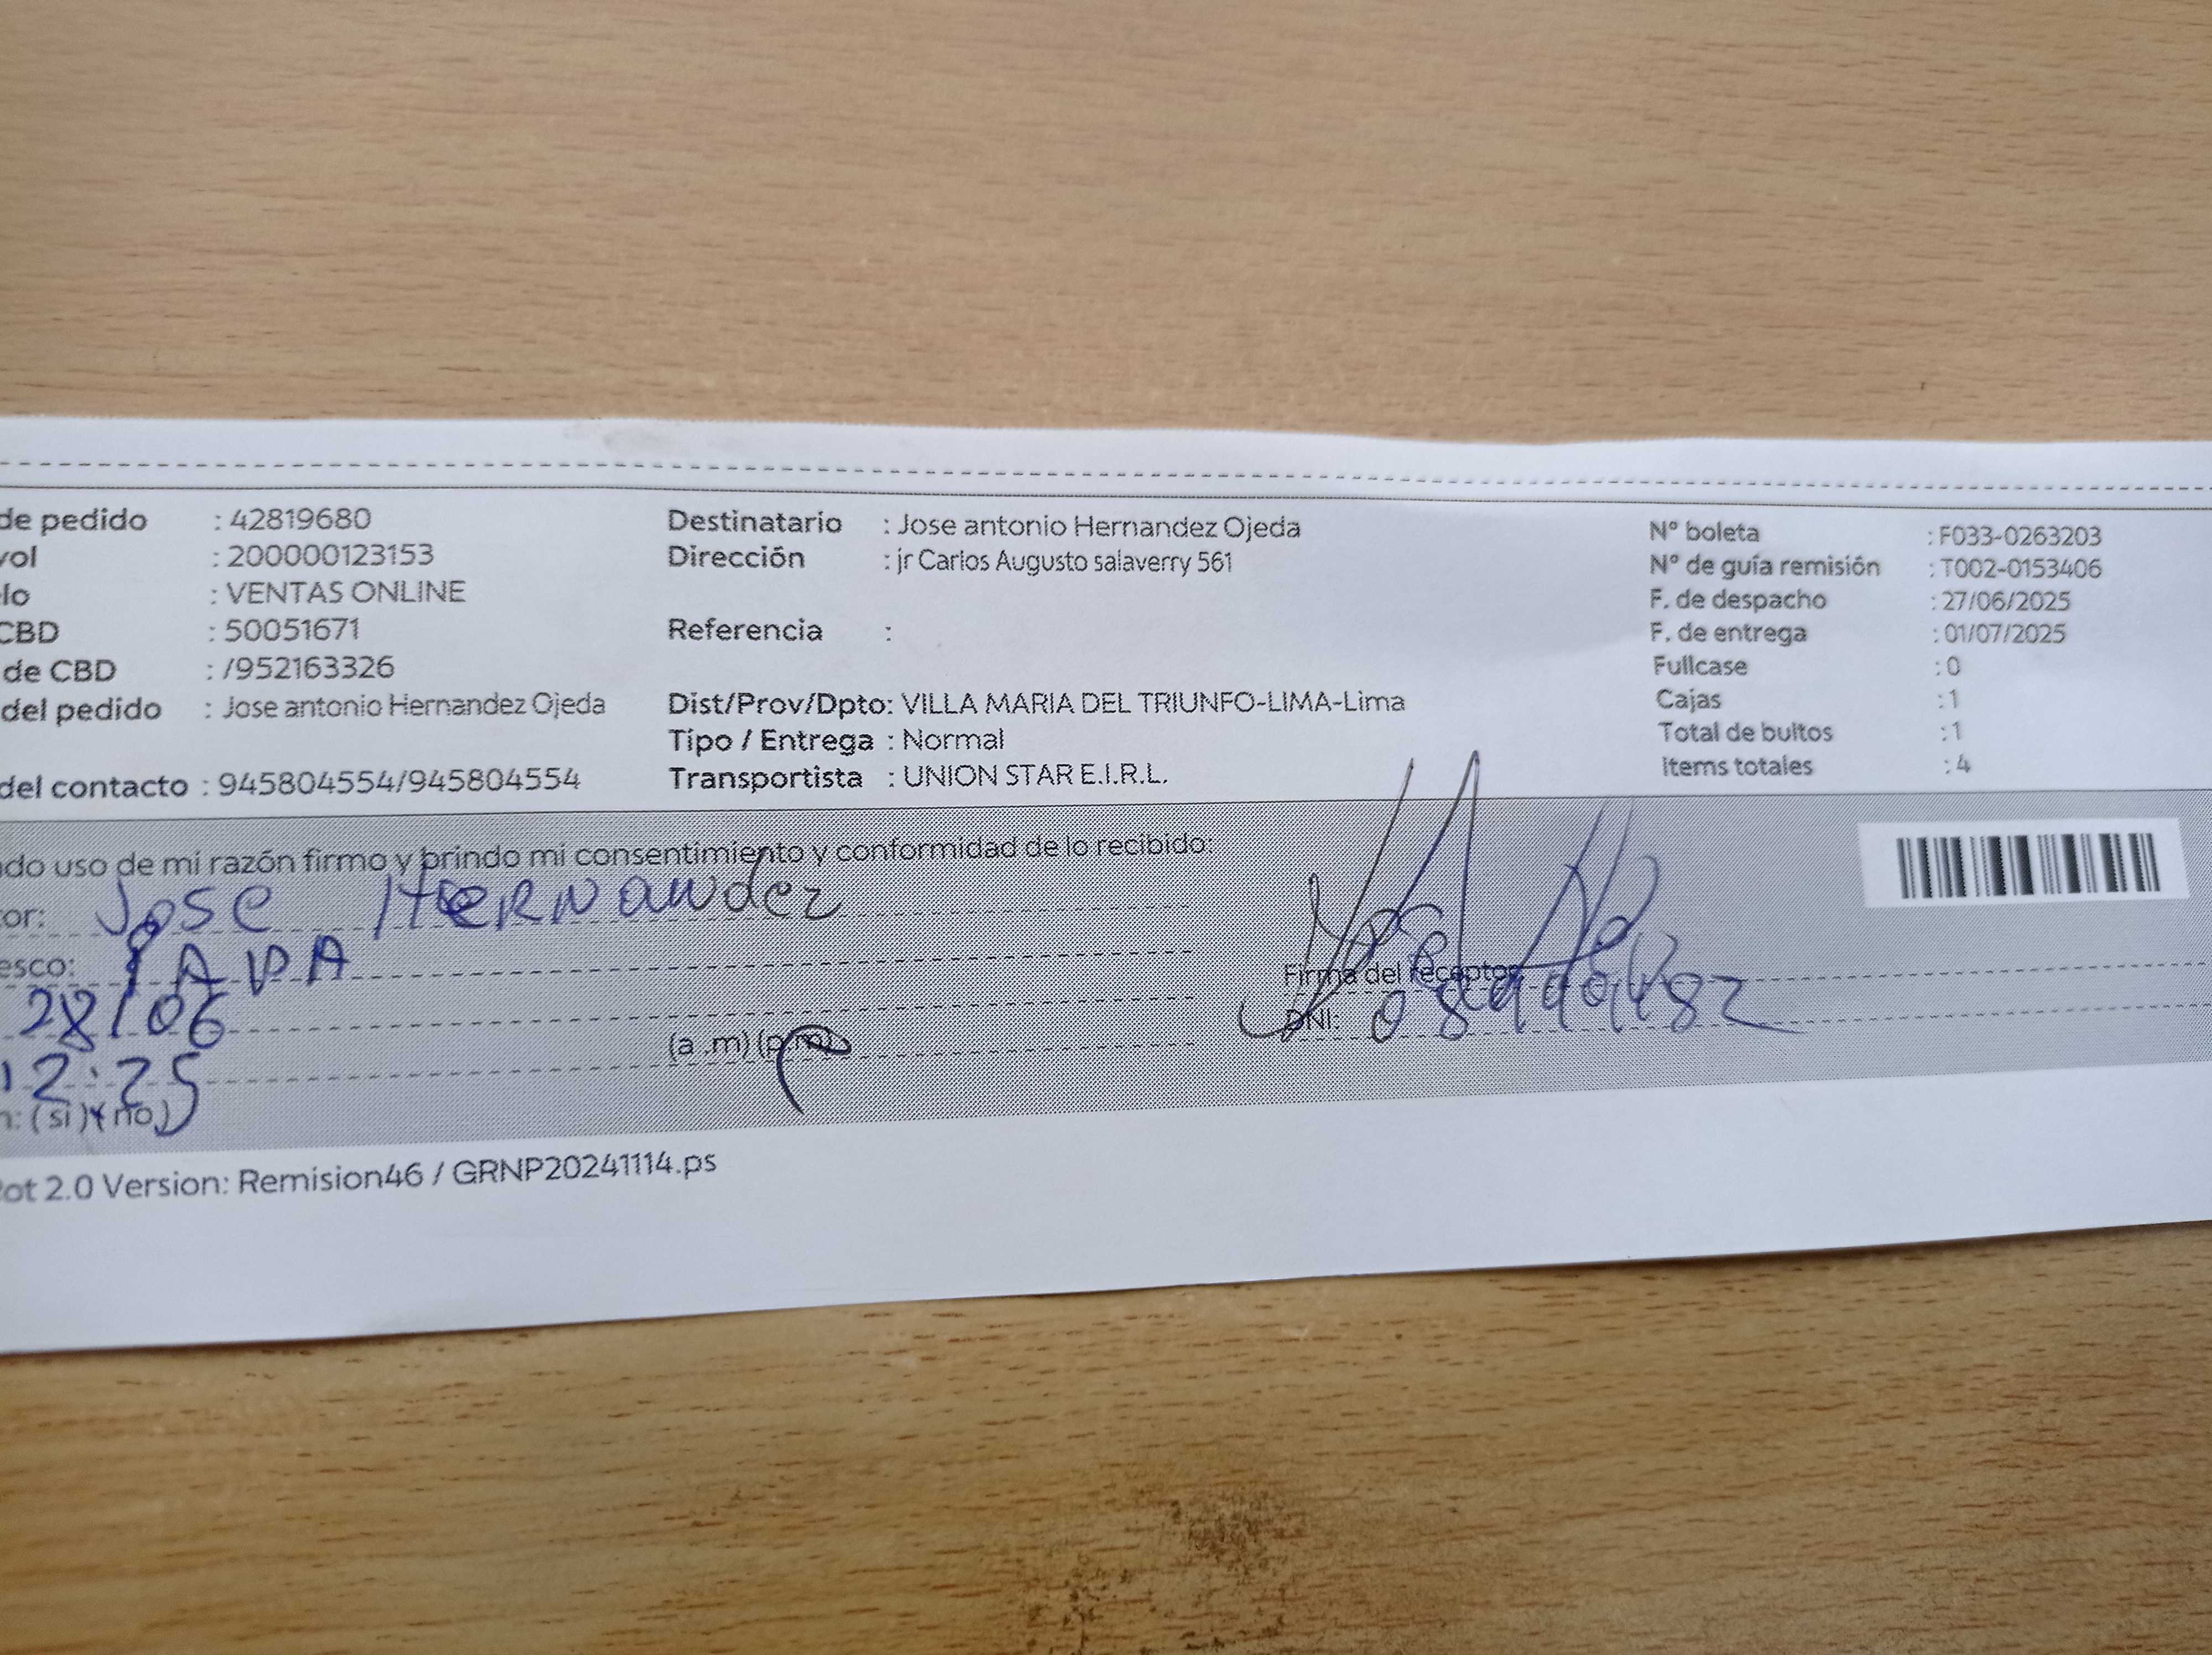 de pedido : 42819680
vol : 200000123153
lo : VENTAS ONLINE
CBD : 50051671
de CBD : /952163326
del pedido : Jose antonio Hernandez Ojeda
del contacto : 945804554/945804554
Destinatario : Jose antonio Hernandez Ojeda
Dirección : jr Carlos Augusto salaverry 561
Referencia :
Dist/Prov/Dpto: VILLA MARIA DEL TRIUNFO-LIMA-Lima
Tipo / Entrega : Normal
Transportista : UNION STAR E.I.R.L.
Nº boleta : F033-0263203
Nº de guía remisión : T002-0153406
F. de despacho : 27/06/2025
F. de entrega : 01/07/2025
Fullcase : 0
Cajas : 1
Total de bultos : 1
Items totales : 4
ndo uso de mi razón firmo y brindo mi consentimiento y conformidad de lo recibido:
tor: Jose HERNandez
esco:
28/06
12:25 (a .m) (p.m)
n: (si) (no)
Firma del receptor
DNI:
ot 2.0 Version: Remision46 / GRNP20241114.ps